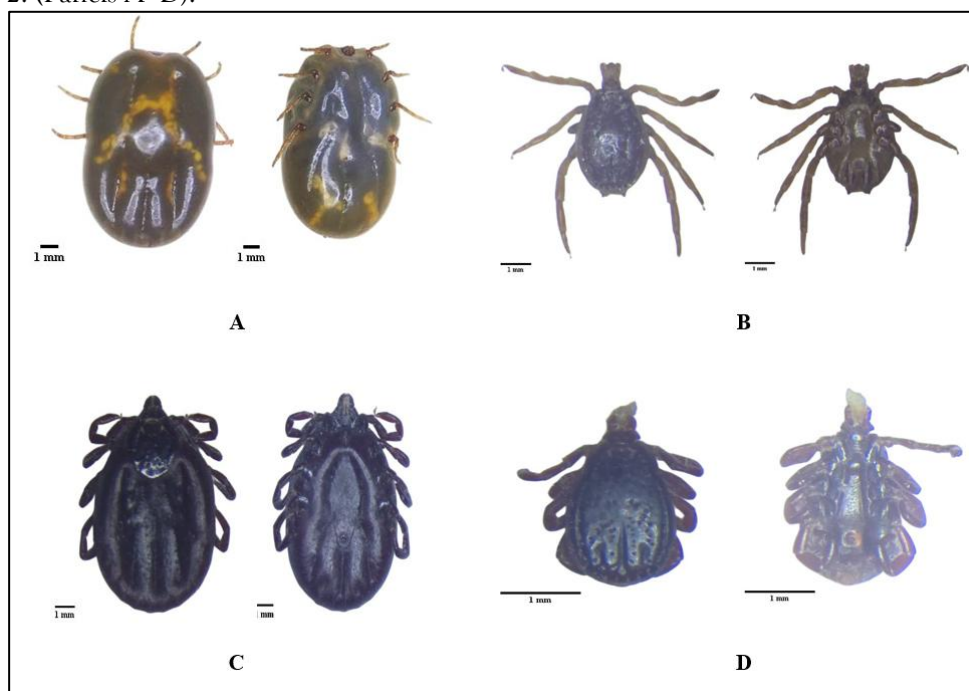 2. (Panels A–D).
1 mm 1 mm 1 mm 1 mm
A B
1 mm mm 1 mm 1 mm
C D